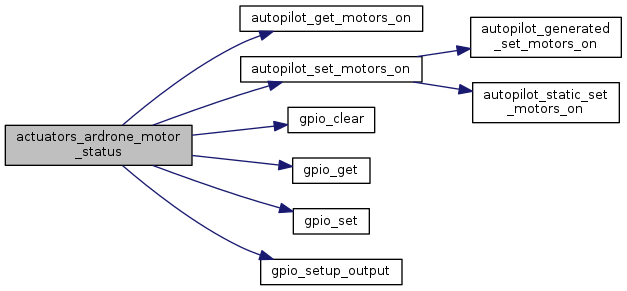 autopilot_get_motors_on
autopilot_generated
_set_motors_on
autopilot_set_motors_on
autopilot_static_set
_motors_on
gpio_clear
actuators_ardrone_motor
_status
gpio_get
gpio_set
gpio_setup_output